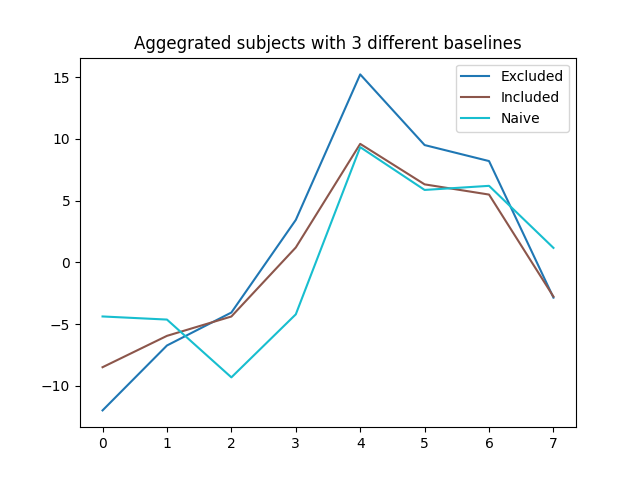 Aggegrated subjects with 3 different baselines
Excluded
Included
Naive
15
10
5
0
−5
−10
0 1 2 3 4 5 6 7